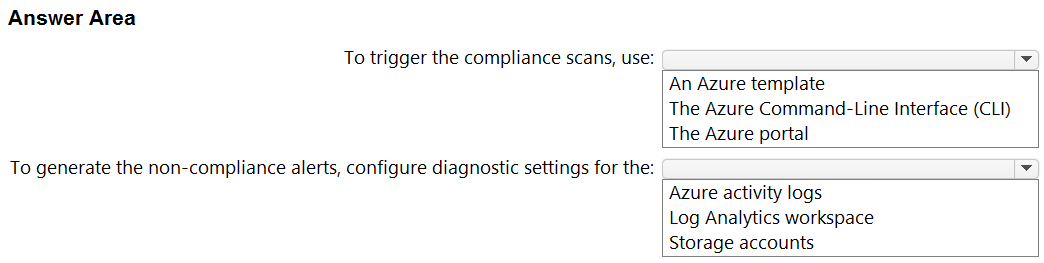 Answer Area
To trigger the compliance scans, use:
An Azure template
The Azure Command-Line Interface (CLI)
The Azure portal
To generate the non-compliance alerts, configure diagnostic settings for the:
Azure activity logs
Log Analytics workspace
Storage accounts